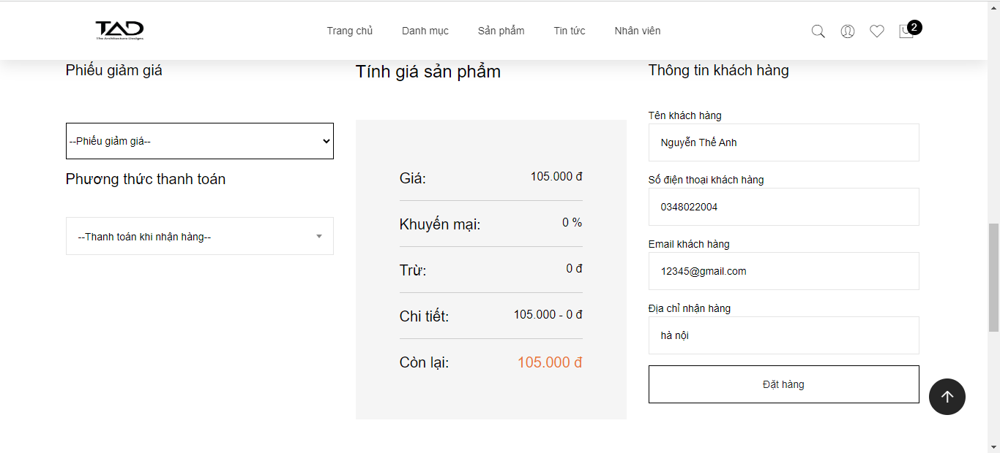 TAD
The Architecture Designs
Trang chủ
Danh mục
Sản phẩm
Tin tức
Nhân viên
2
Phiếu giảm giá
--Phiếu giảm giá--
Phương thức thanh toán
--Thanh toán khi nhận hàng--
Tính giá sản phẩm
Giá: 105.000 đ
Khuyến mại: 0 %
Trừ: 0 đ
Chi tiết: 105.000 - 0 đ
Còn lại: 105.000 đ
Thông tin khách hàng
Tên khách hàng
Nguyễn Thế Anh
Số điện thoại khách hàng
0348022004
Email khách hàng
12345@gmail.com
Địa chỉ nhận hàng
hà nội
Đặt hàng